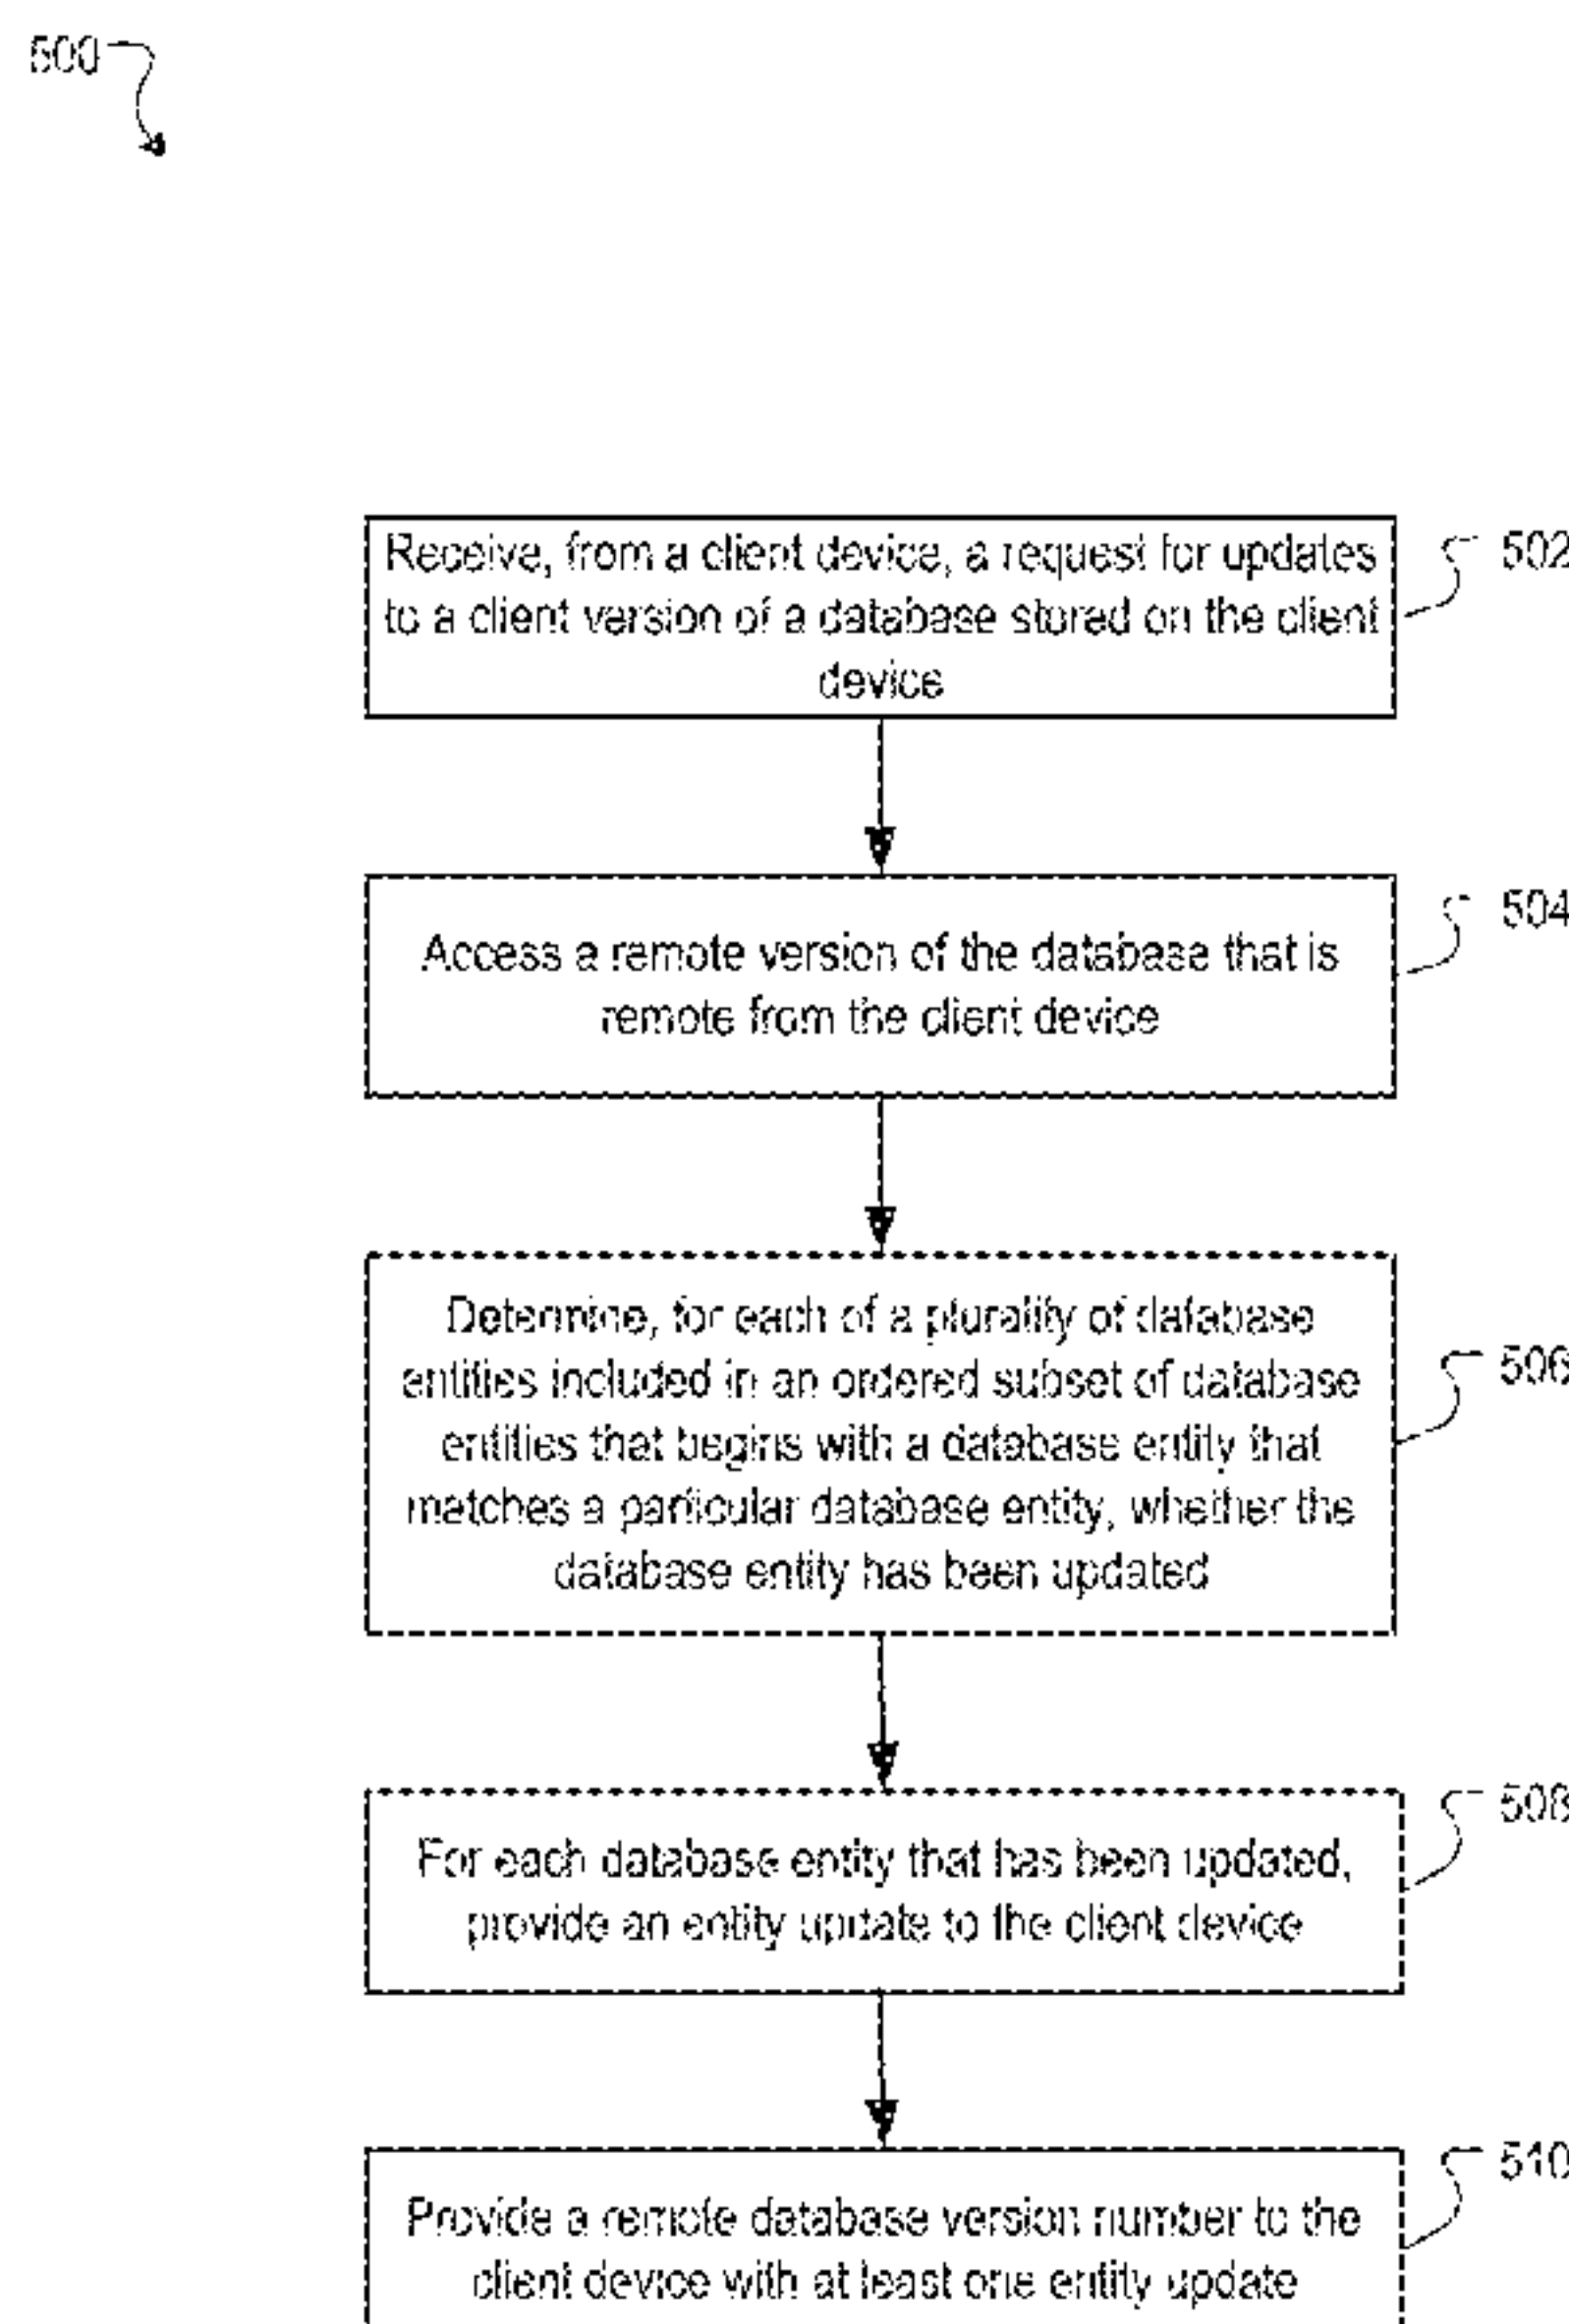 500
Receive, from a client device, a request for updates
to a client version of a database stored on the client
device
502
Access a remote version of the database that is
remote from the client device
504
Determine, for each of a plurality of database
entities included in an ordered subset of database
entities that begins with a database entity that
matches a particular database entity, whether the
database entity has been updated
506
For each database entity that has been updated,
provide an entity update to the client device
508
Provide a remote database version number to the
client device with at least one entity update
510